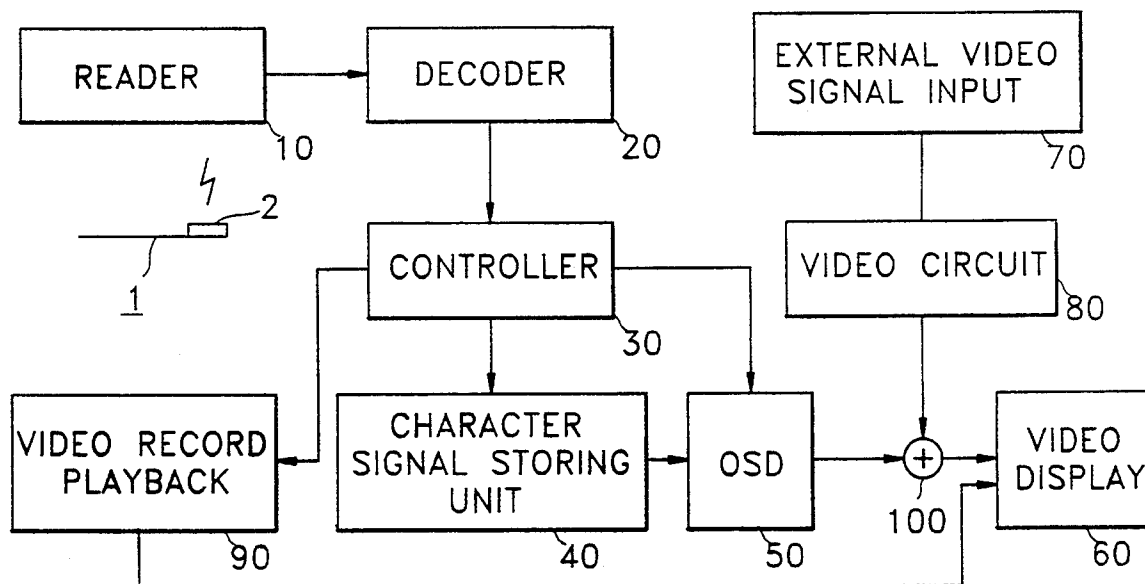 READER
10
DECODER
20
EXTERNAL VIDEO
SIGNAL INPUT
70
2
1
CONTROLLER
30
VIDEO CIRCUIT
80
VIDEO RECORD
PLAYBACK
90
CHARACTER
SIGNAL STORING
UNIT
40
OSD
50
+
100
VIDEO
DISPLAY
60